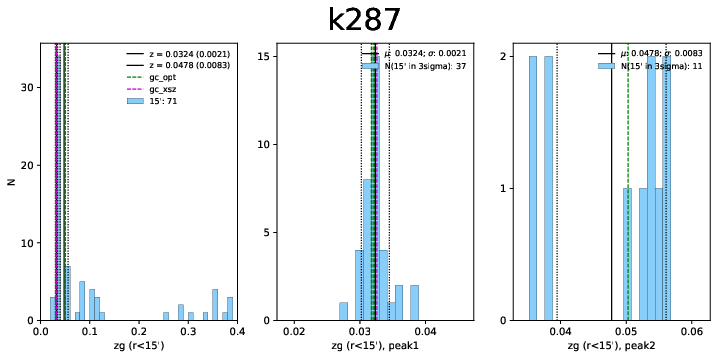 k287
z = 0.0324 (0.0021)
z = 0.0478 (0.0083)
gc_opt
gc_xsz
15': 71
N
0
10
20
30
0.0 0.1 0.2 0.3 0.4
zg (r<15')
μ: 0.0324; σ: 0.0021
N(15' in 3sigma): 37
0
5
10
15
0.02 0.03 0.04
zg (r<15'), peak1
μ: 0.0478; σ: 0.0083
N(15' in 3sigma): 11
0
1
2
0.04 0.05 0.06
zg (r<15'), peak2